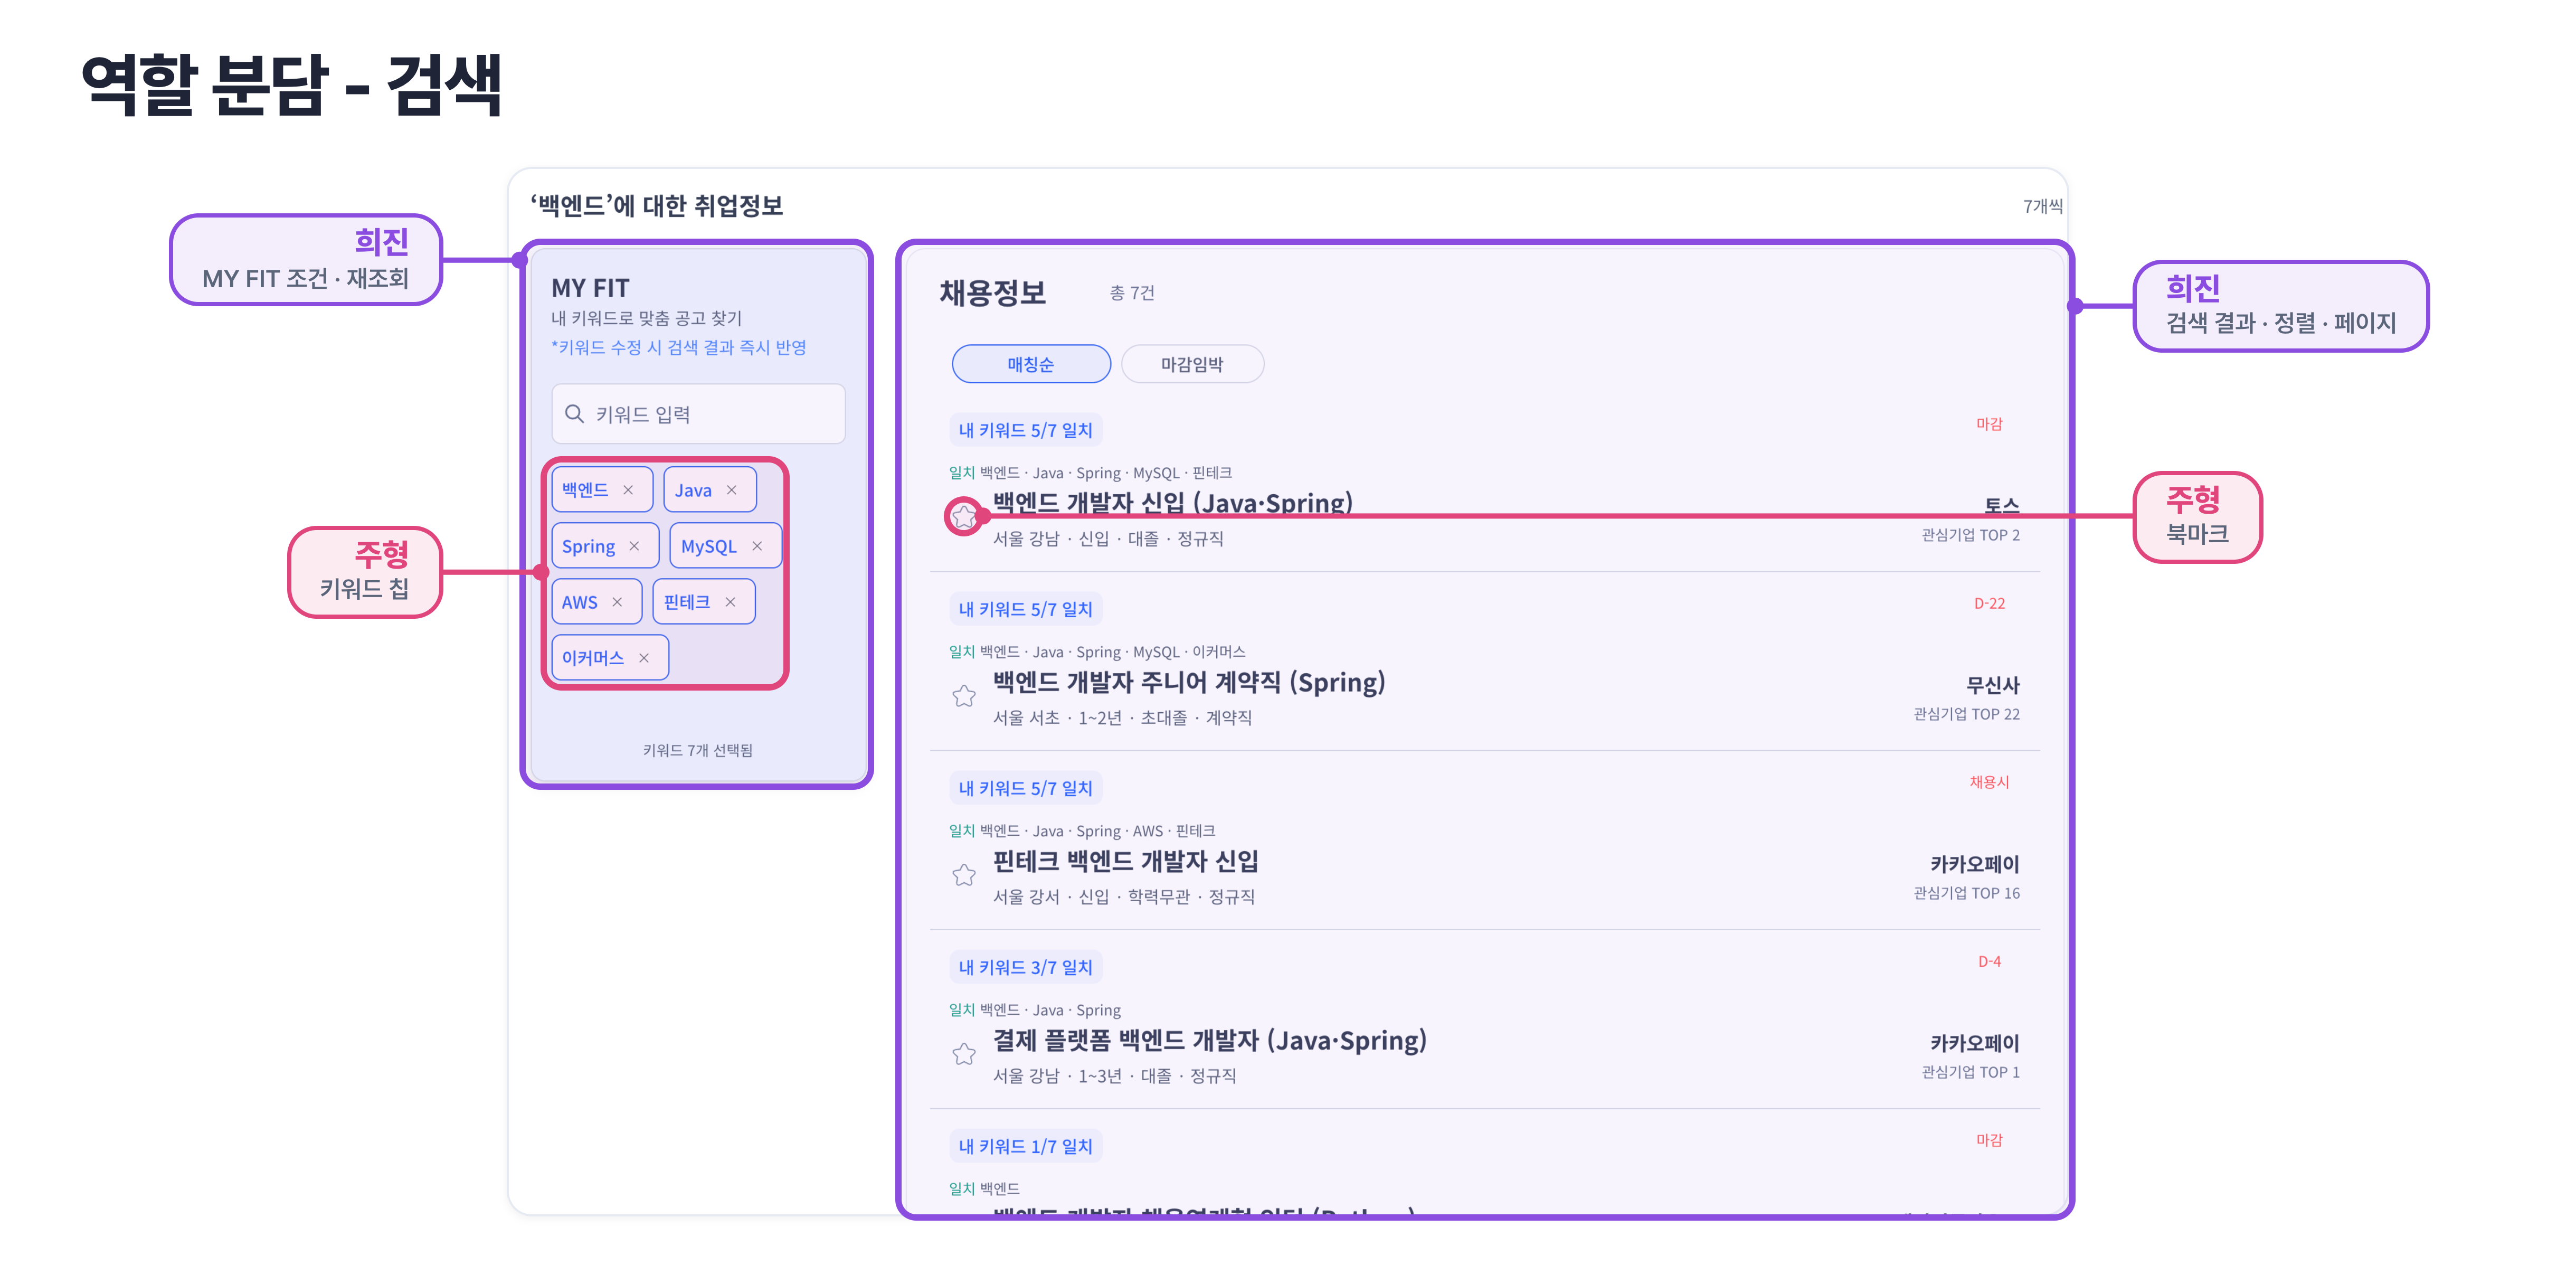 역할 분담 - 검색
‘백엔드’에 대한 취업정보
7개씩
희진
MY FIT 조건 · 재조회
주형
키워드 칩
MY FIT
내 키워드로 맞춤 공고 찾기
*키워드 수정 시 검색 결과 즉시 반영
키워드 입력
백엔드 ×
Java ×
Spring ×
MySQL ×
AWS ×
핀테크 ×
이커머스 ×
키워드 7개 선택됨
채용정보
총 7건
매칭순
마감임박
내 키워드 5/7 일치
마감
일치 백엔드 · Java · Spring · MySQL · 핀테크
백엔드 개발자 신입 (Java·Spring)
토스
서울 강남 · 신입 · 대졸 · 정규직
관심기업 TOP 2
내 키워드 5/7 일치
D-22
일치 백엔드 · Java · Spring · MySQL · 이커머스
백엔드 개발자 주니어 계약직 (Spring)
무신사
서울 서초 · 1~2년 · 초대졸 · 계약직
관심기업 TOP 22
내 키워드 5/7 일치
채용시
일치 백엔드 · Java · Spring · AWS · 핀테크
핀테크 백엔드 개발자 신입
카카오페이
서울 강서 · 신입 · 학력무관 · 정규직
관심기업 TOP 16
내 키워드 3/7 일치
D-4
일치 백엔드 · Java · Spring
결제 플랫폼 백엔드 개발자 (Java·Spring)
카카오페이
서울 강남 · 1~3년 · 대졸 · 정규직
관심기업 TOP 1
내 키워드 1/7 일치
마감
일치 백엔드
희진
검색 결과 · 정렬 · 페이지
주형
북마크